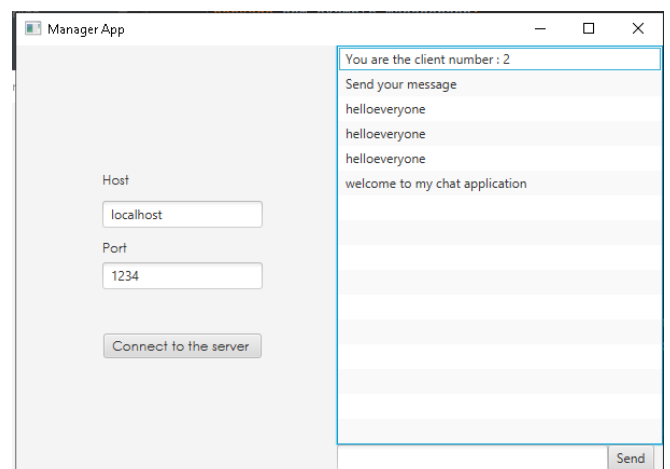 Manager App
Host
localhost
Port
1234
Connect to the server
You are the client number : 2
Send your message
helloeveryone
helloeveryone
helloeveryone
welcome to my chat application
Send